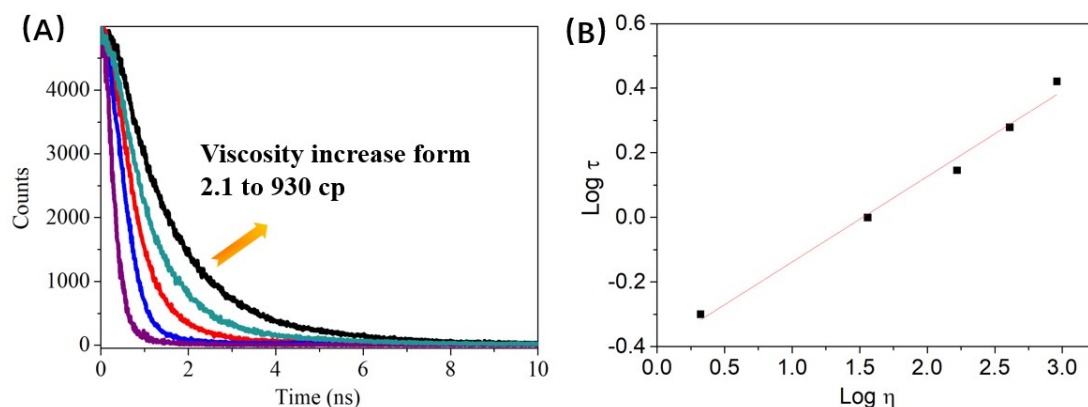 (A)
Counts
4000
3000
2000
1000
0
Viscosity increase form
2.1 to 930 cp
0 2 4 6 8 10
Time (ns)
(B)
Log τ
0.6
0.4
0.2
0.0
-0.2
-0.4
0.0 0.5 1.0 1.5 2.0 2.5 3.0
Log η